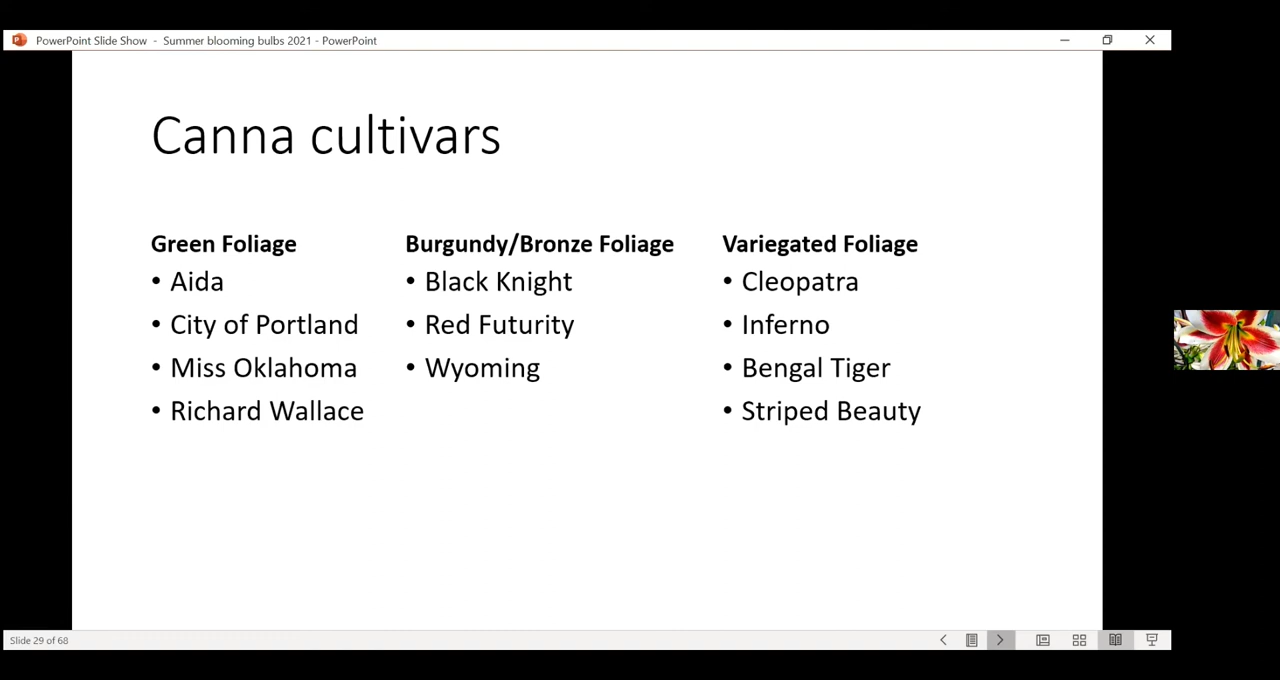 PowerPoint Slide Show - Summer blooming bulbs 2021 - PowerPoint
Canna cultivars
Green Foliage
• Aida
• City of Portland
• Miss Oklahoma
• Richard Wallace
Burgundy/Bronze Foliage
• Black Knight
• Red Futurity
• Wyoming
Variegated Foliage
• Cleopatra
• Inferno
• Bengal Tiger
• Striped Beauty
Slide 29 of 68